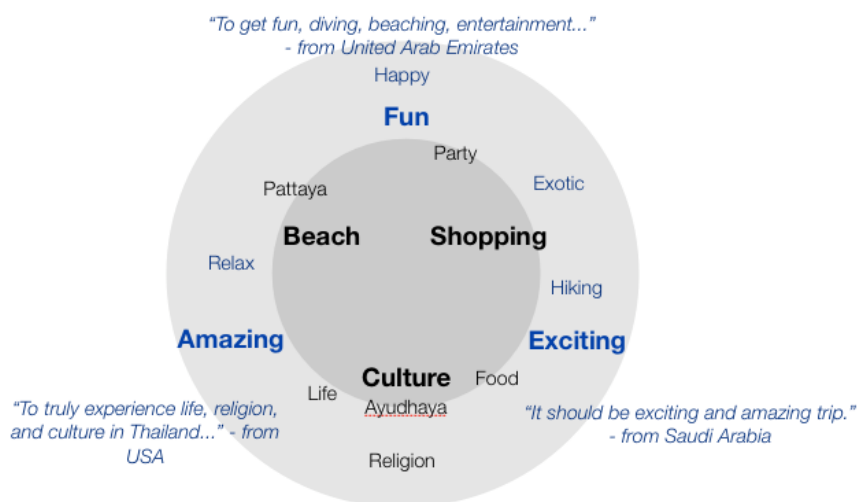 “To get fun, diving, beaching, entertainment...”
- from United Arab Emirates
Happy
Fun
Party
Pattaya
Exotic
Beach
Shopping
Relax
Hiking
Amazing
Exciting
Culture
Food
Life
Ayudhaya
“To truly experience life, religion,
and culture in Thailand...” - from
USA
“It should be exciting and amazing trip.”
- from Saudi Arabia
Religion